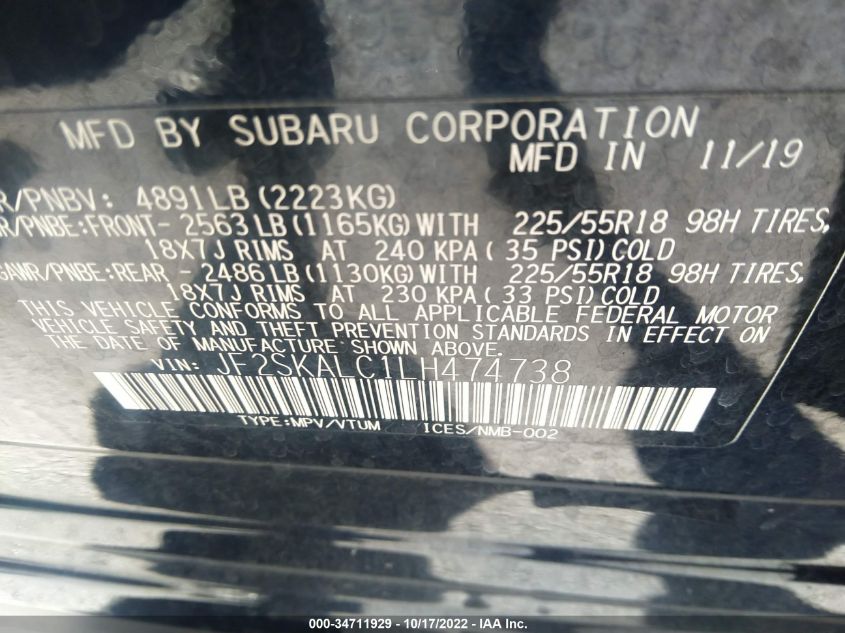 MFD BY SUBARU CORPORATION
MFD IN 11/19
R/PNBV: 4891LB (2223KG)
R/PNBE:FRONT- 2563LB(1165KG)WITH 225/55R18 98H TIRES,
18X7J RIMS AT 240 KPA( 35 PSI)COLD
GAWR/PNBE:REAR - 2486LB(1130KG)WITH 225/55R18 98H TIRES,
18X7J RIMS AT 230 KPA( 33 PSI)COLD
THIS VEHICLE CONFORMS TO ALL APPLICABLE FEDERAL MOTOR
VEHICLE SAFETY AND THEFT PREVENTION STANDARDS IN EFFECT ON
THE DATE OF MANUFACTURE SHOWN ABOVE.
VIN: JF2SKALC1LH474738
TYPE:MPV/VTUM ICES/NMB-002
000-34711929 - 10/17/2022 - IAA Inc.